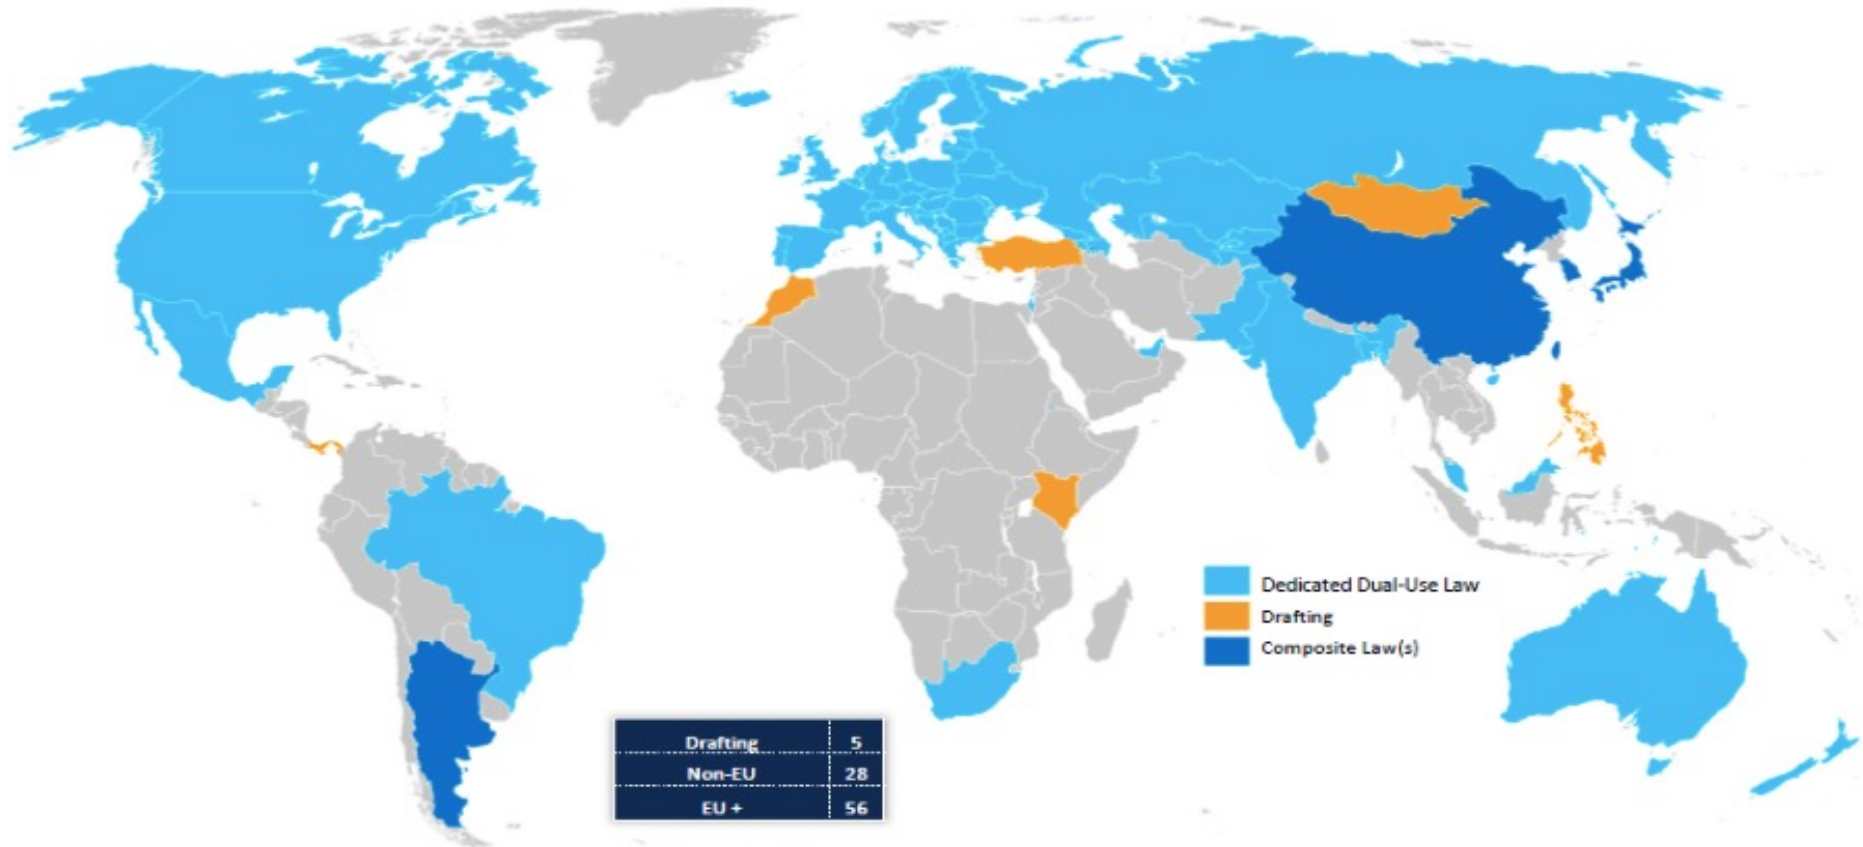 Dedicated Dual-Use Law
Drafting
Composite Law(s)
Drafting 5
Non-EU 28
EU + 56